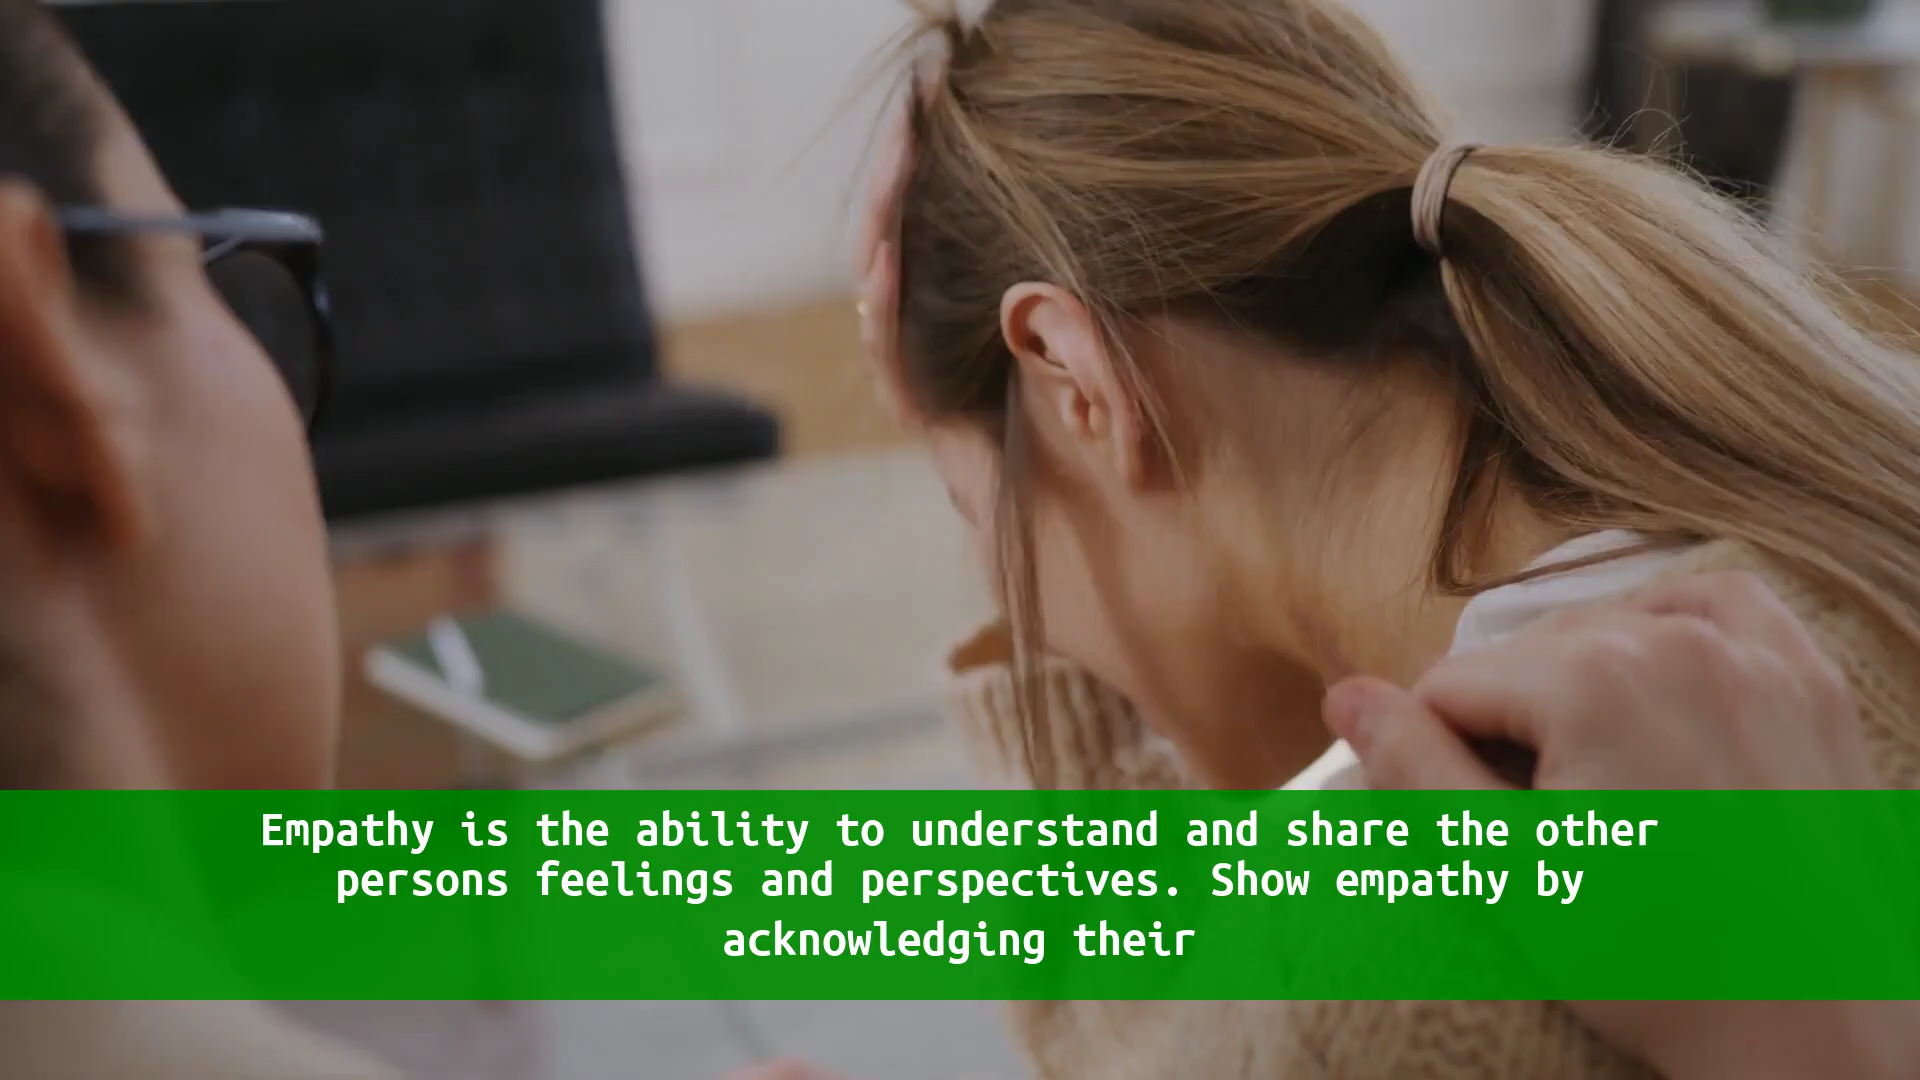 Empathy is the ability to understand and share the other
persons feelings and perspectives. Show empathy by
acknowledging their